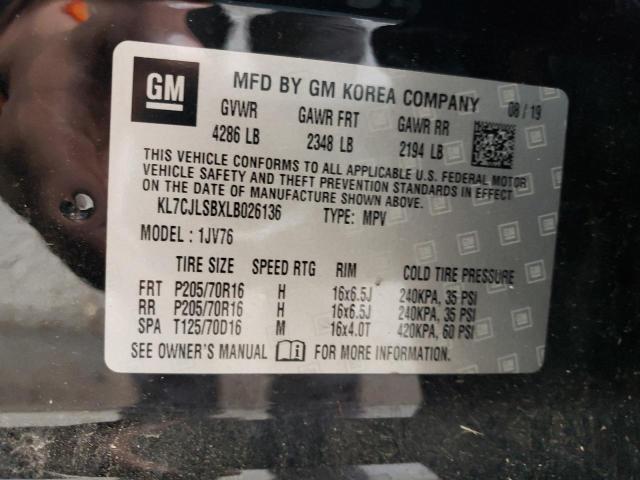 GM
MFD BY GM KOREA COMPANY 08 / 19
GVWR GAWR FRT GAWR RR
4286 LB 2348 LB 2194 LB
THIS VEHICLE CONFORMS TO ALL APPLICABLE U.S. FEDERAL MOTOR
VEHICLE SAFETY AND THEFT PREVENTION STANDARDS IN EFFECT
ON THE DATE OF MANUFACTURE SHOWN ABOVE.
KL7CJLSBXLB026136 TYPE: MPV
MODEL : 1JV76
TIRE SIZE SPEED RTG RIM COLD TIRE PRESSURE
FRT P205/70R16 H 16x6.5J 240KPA, 35 PSI
RR P205/70R16 H 16x6.5J 240KPA, 35 PSI
SPA T125/70D16 M 16x4.0T 420KPA, 60 PSI
SEE OWNER'S MANUAL FOR MORE INFORMATION.